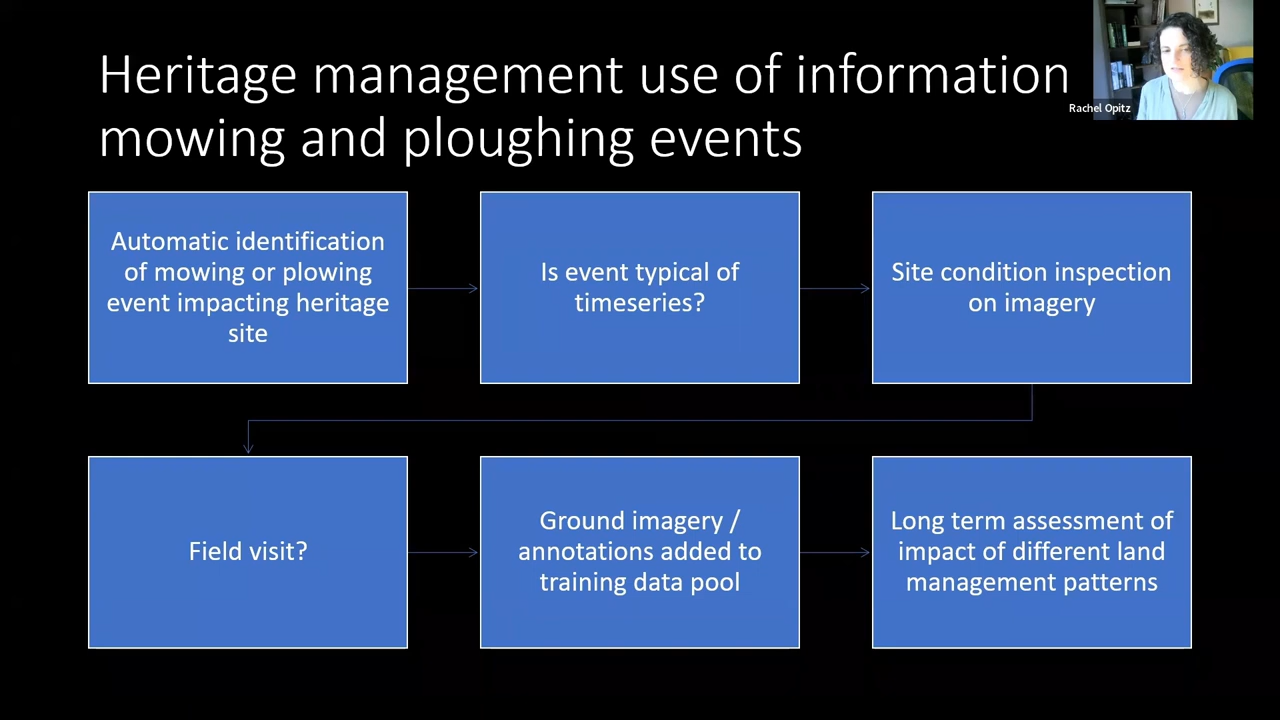 Heritage management use of information
mowing and ploughing events
Rachel Opitz
Automatic identification
of mowing or plowing
event impacting heritage
site
Is event typical of
timeseries?
Site condition inspection
on imagery
Field visit?
Ground imagery /
annotations added to
training data pool
Long term assessment of
impact of different land
management patterns